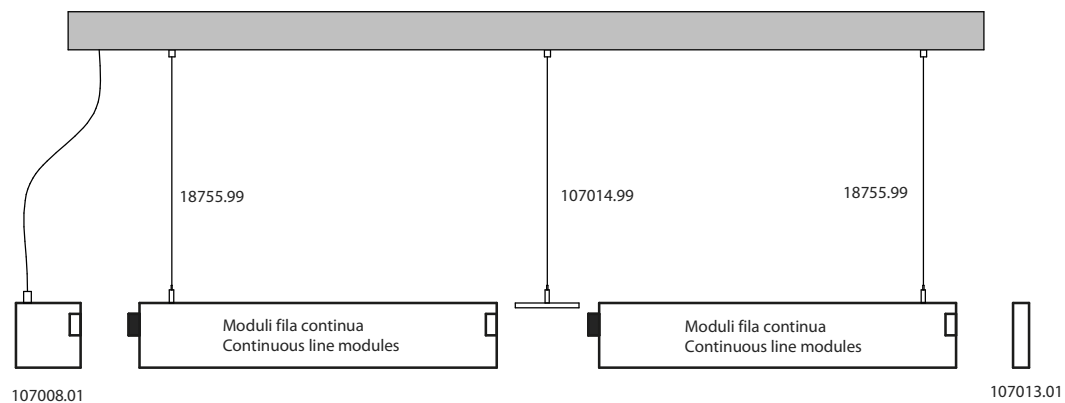 18755.99
107014.99
18755.99
Moduli fila continua
Continuous line modules
Moduli fila continua
Continuous line modules
107008.01
107013.01